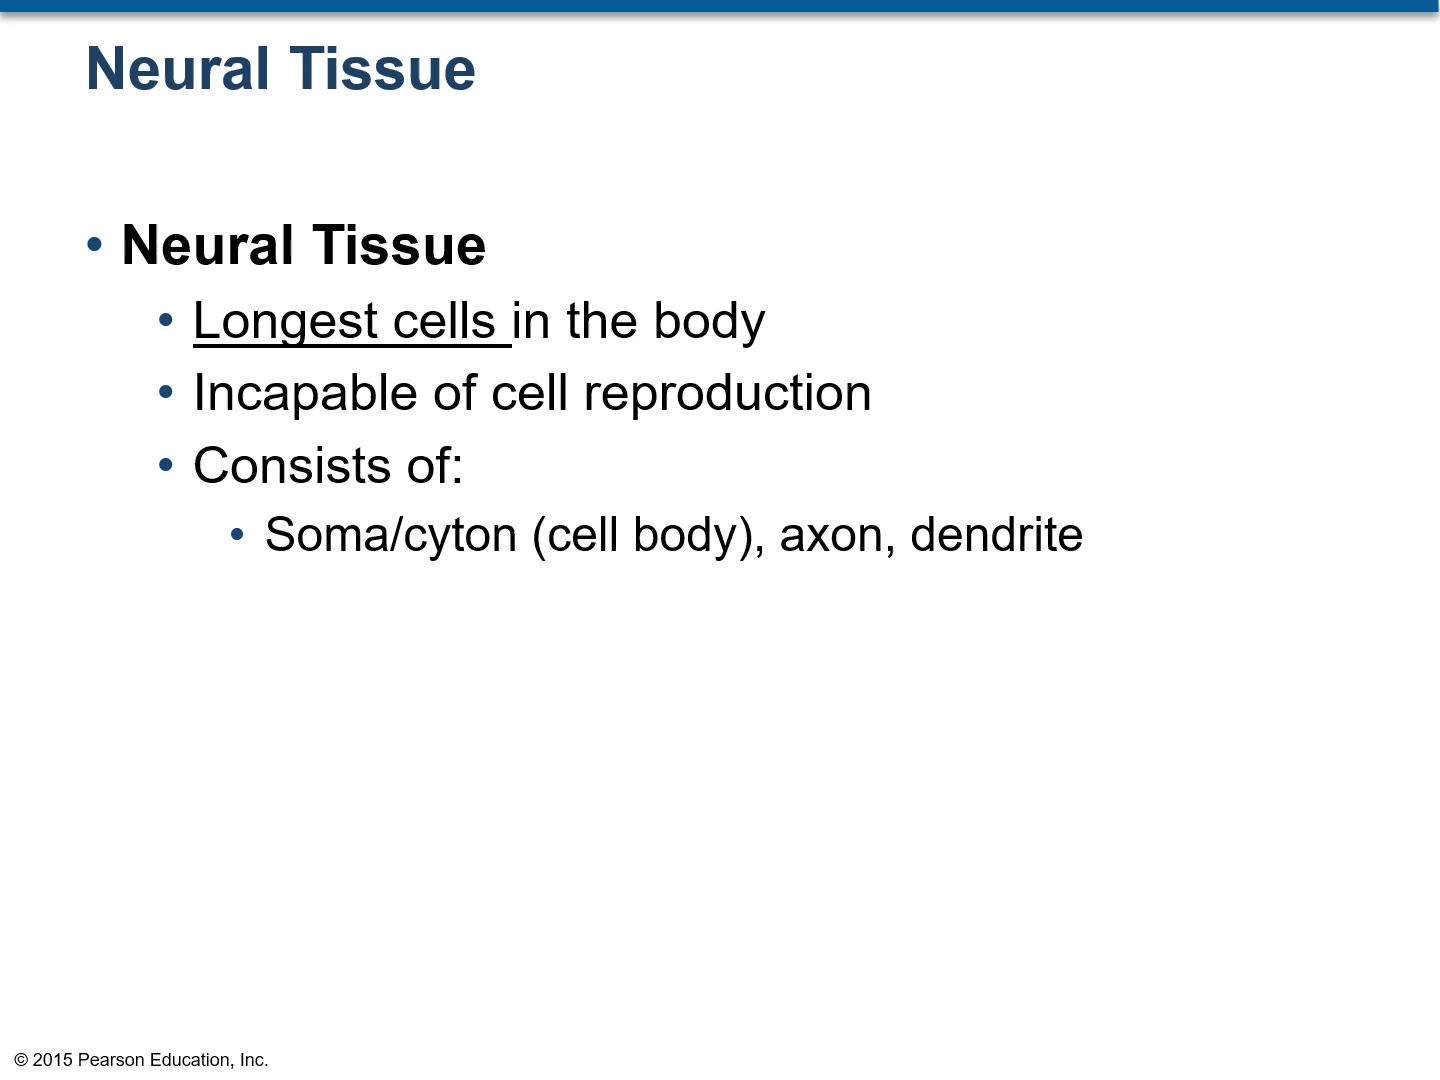 Neural Tissue
• Neural Tissue
• Longest cells in the body
• Incapable of cell reproduction
• Consists of:
• Soma/cyton (cell body), axon, dendrite
© 2015 Pearson Education, Inc.